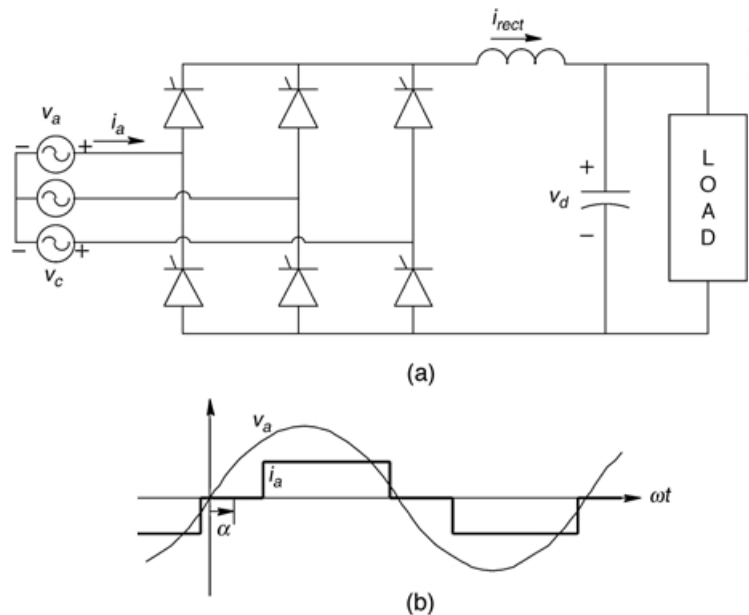 i_rect
v_a
i_a
- +
v_d
+
-
L
O
A
D
- +
v_c
(a)
v_a
i_a
ωt
α
(b)